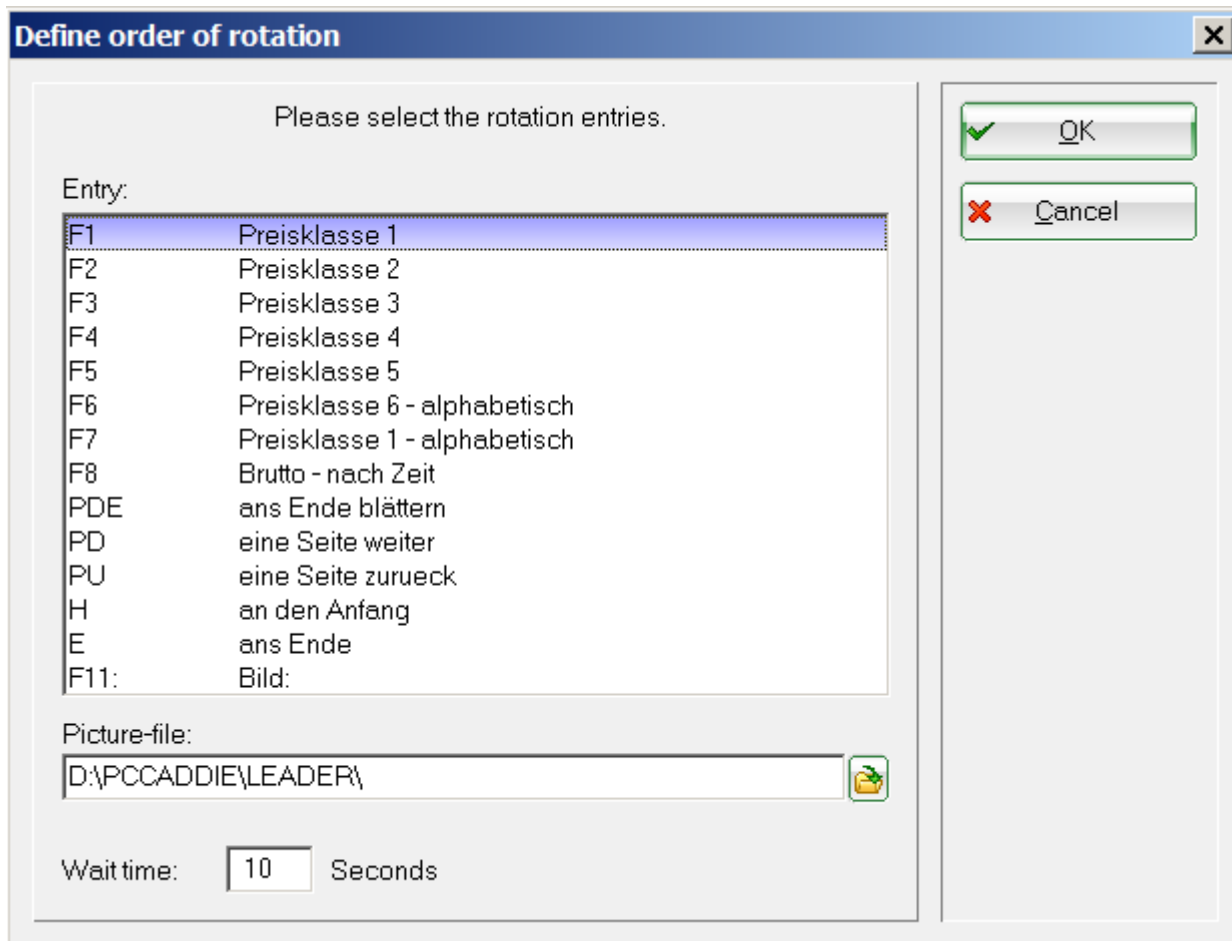 Define order of rotation
Please select the rotation entries.
OK
Cancel
Entry:
F1 Preisklasse 1
F2 Preisklasse 2
F3 Preisklasse 3
F4 Preisklasse 4
F5 Preisklasse 5
F6 Preisklasse 6 - alphabetisch
F7 Preisklasse 1 - alphabetisch
F8 Brutto - nach Zeit
PDE ans Ende blättern
PD eine Seite weiter
PU eine Seite zurueck
H an den Anfang
E ans Ende
F11: Bild:
Picture-file:
D:\PCCADDIE\LEADER\
Wait time: 10 Seconds